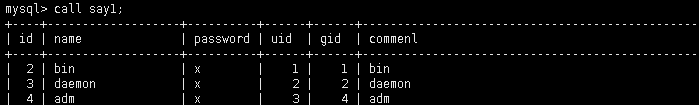 mysql> call say1;
+----+--------------------+----------+------+------+----------------------------------------
| id | name | password | uid | gid | commenl
+----+--------------------+----------+------+------+----------------------------------------
| 2 | bin | x | 1 | 1 | bin
| 3 | daemon | x | 2 | 2 | daemon
| 4 | adm | x | 3 | 4 | adm